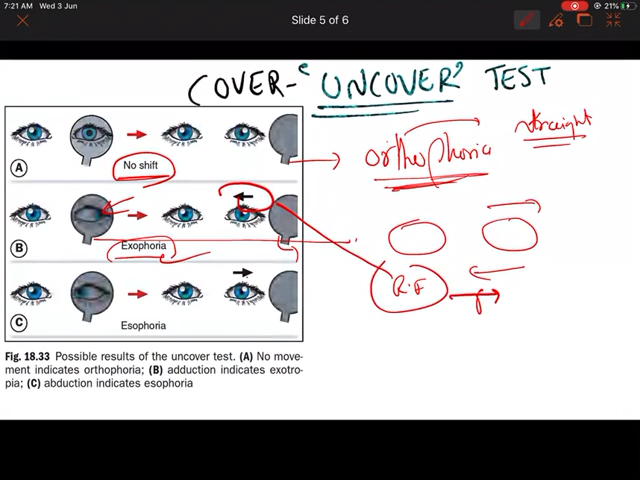 7:21 AM Wed 3 Jun
21%
Slide 5 of 6
COVER-"UNCOVER" TEST
orthophoria
straight
A
No shift
B
Exophoria
R.F
C
Esophoria
Fig. 18.33 Possible results of the uncover test. (A) No move-
ment indicates orthophoria; (B) adduction indicates exotro-
pia; (C) abduction indicates esophoria